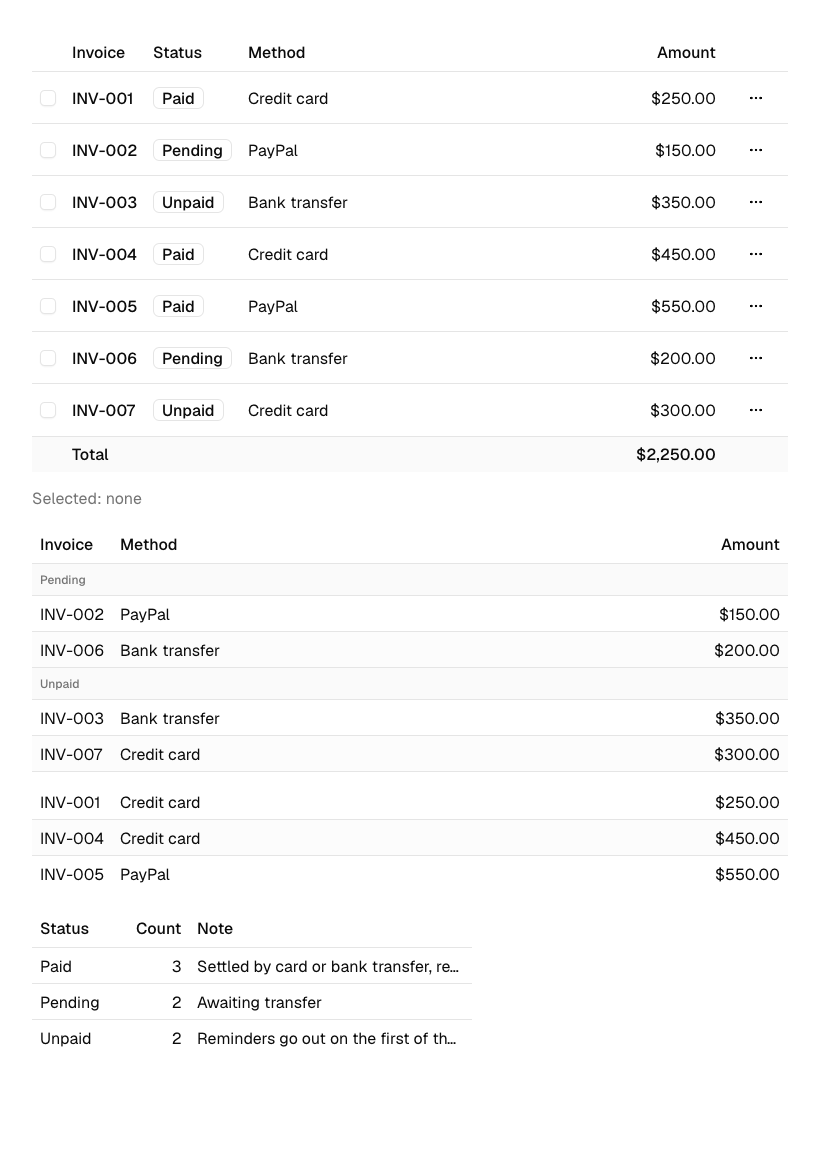 Invoice Status Method Amount
INV-001 Paid Credit card $250.00 ···
INV-002 Pending PayPal $150.00 ···
INV-003 Unpaid Bank transfer $350.00 ···
INV-004 Paid Credit card $450.00 ···
INV-005 Paid PayPal $550.00 ···
INV-006 Pending Bank transfer $200.00 ···
INV-007 Unpaid Credit card $300.00 ···
Total $2,250.00
Selected: none
Invoice Method Amount
Pending
INV-002 PayPal $150.00
INV-006 Bank transfer $200.00
Unpaid
INV-003 Bank transfer $350.00
INV-007 Credit card $300.00
INV-001 Credit card $250.00
INV-004 Credit card $450.00
INV-005 PayPal $550.00
Status Count Note
Paid 3 Settled by card or bank transfer, re…
Pending 2 Awaiting transfer
Unpaid 2 Reminders go out on the first of th…